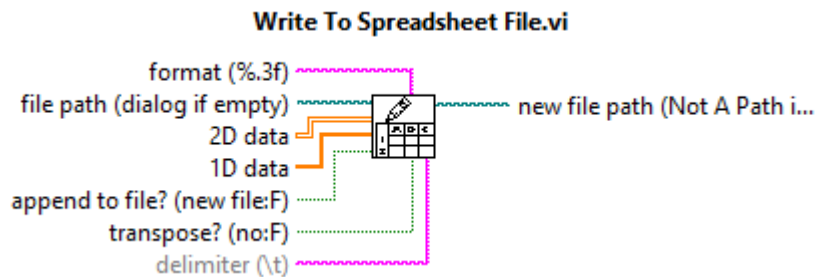 Write To Spreadsheet File.vi
format (%.3f)
file path (dialog if empty)
new file path (Not A Path i...
2D data
1D data
append to file? (new file:F)
transpose? (no:F)
delimiter (\t)